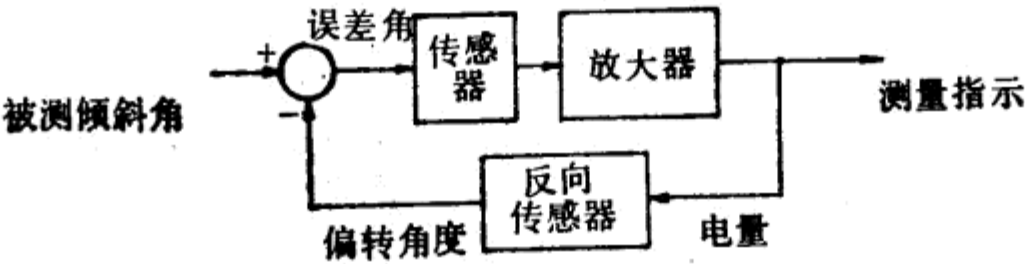 误差角
+
传感
器
放大器
被测倾斜角
-
测量指示
反向
传感器
偏转角度
电量